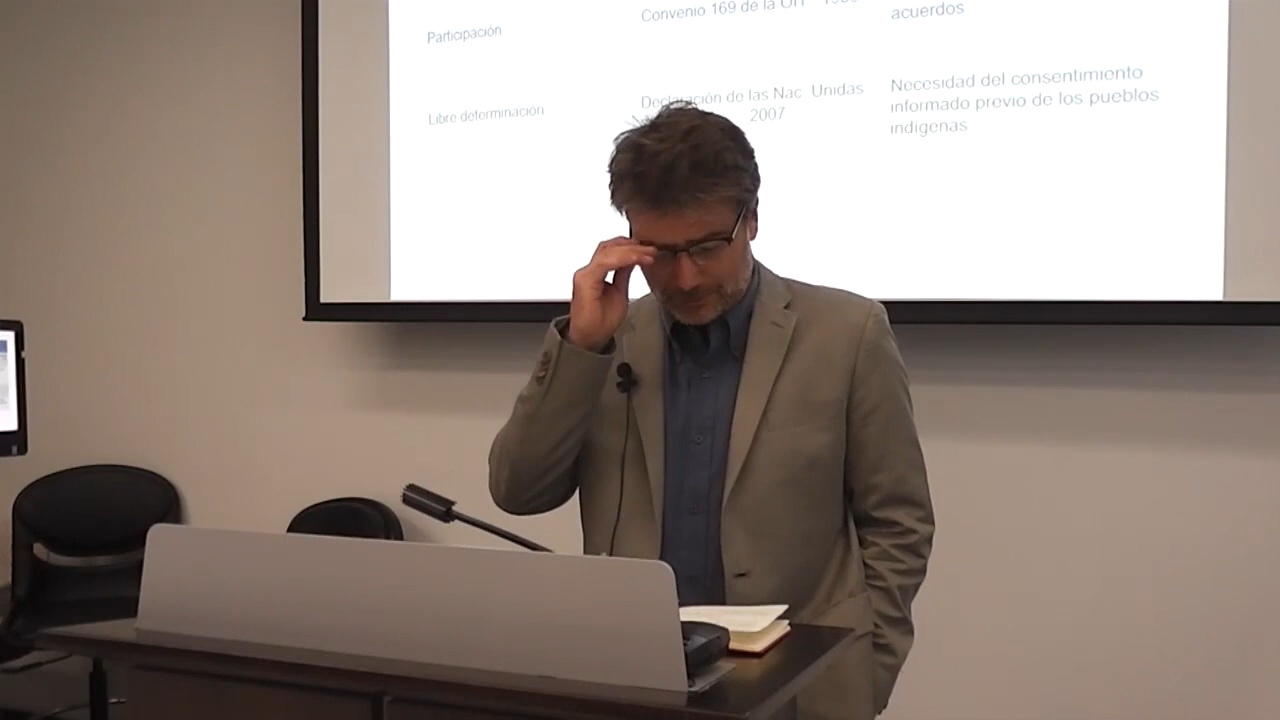 Participación
Convenio 169 de la OIT
acuerdos
Libre determinación
Declaración de las Nac Unidas
2007
Necesidad del consentimiento
informado previo de los pueblos
indígenas